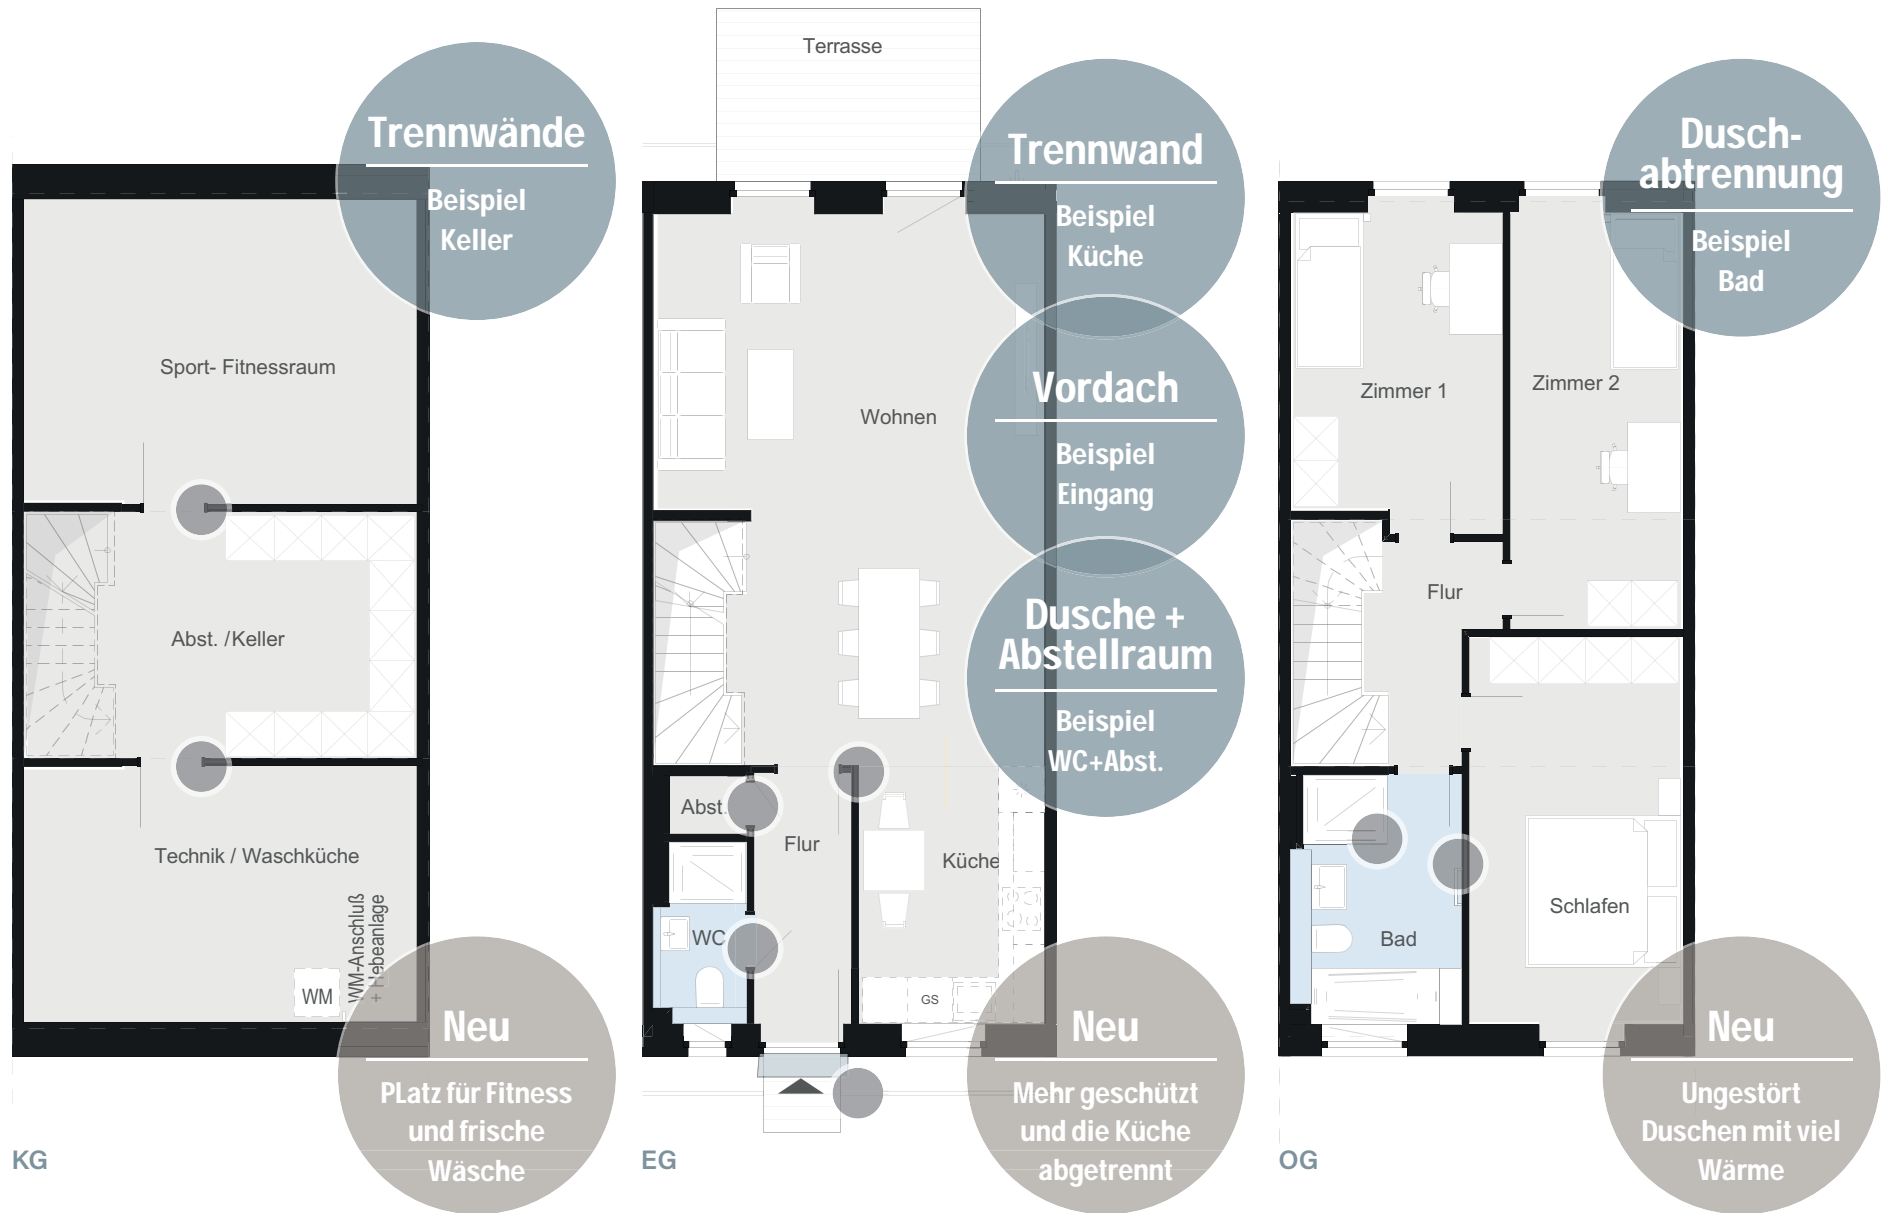 Trennwände
Beispiel
Keller
Sport- Fitnessraum
Abst. /Keller
Technik / Waschküche
WM-Anschluß
+ Hebeanlage
WM
Neu
PLatz für Fitness
und frische
Wäsche
KG
Terrasse
Trennwand
Beispiel
Küche
Wohnen
Vordach
Beispiel
Eingang
Dusche +
Abstellraum
Beispiel
WC+Abst.
Abst.
Flur
Küche
WC
GS
Neu
Mehr geschützt
und die Küche
abgetrennt
EG
Dusch-
abtrennung
Beispiel
Bad
Zimmer 1
Zimmer 2
Flur
Schlafen
Bad
Neu
Ungestört
Duschen mit viel
Wärme
OG